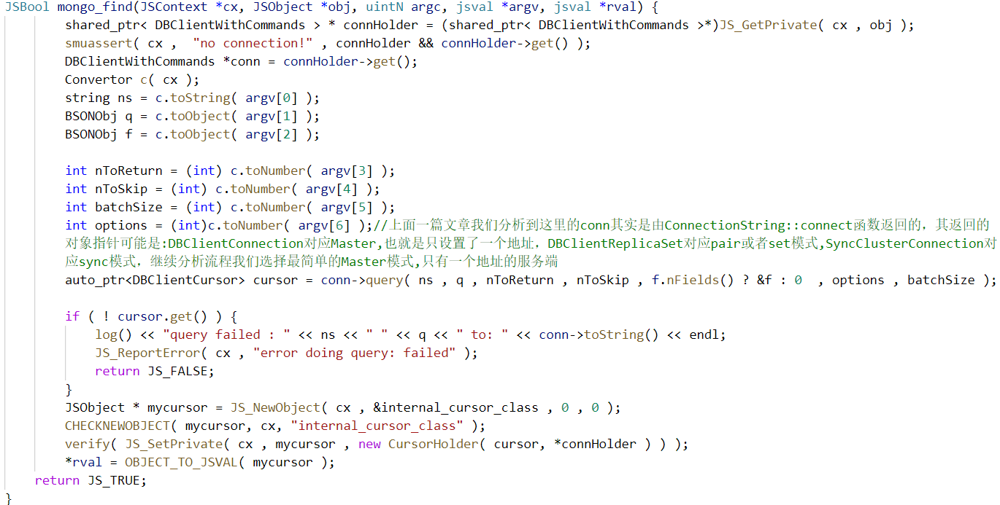 JSBool mongo_find(JSContext *cx, JSObject *obj, uintN argc, jsval *argv, jsval *rval) {
shared_ptr< DBClientWithCommands > * connHolder = (shared_ptr< DBClientWithCommands >*)JS_GetPrivate( cx , obj );
smuassert( cx ,  "no connection!" , connHolder && connHolder->get() );
DBClientWithCommands *conn = connHolder->get();
Convertor c( cx );
string ns = c.toString( argv[0] );
BSONObj q = c.toObject( argv[1] );
BSONObj f = c.toObject( argv[2] );
int nToReturn = (int) c.toNumber( argv[3] );
int nToSkip = (int) c.toNumber( argv[4] );
int batchSize = (int) c.toNumber( argv[5] );
int options = (int)c.toNumber( argv[6] );//上面一篇文章我们分析到这里的conn其实是由ConnectionString::connect函数返回的，其返回的
对象指针可能是:DBClientConnection对应Master,也就是只设置了一个地址，DBClientReplicaSet对应pair或者set模式,SyncClusterConnection对
应sync模式，继续分析流程我们选择最简单的Master模式,只有一个地址的服务端
auto_ptr<DBClientCursor> cursor = conn->query( ns , q , nToReturn , nToSkip , f.nFields() ? &f : 0  , options , batchSize );
if ( ! cursor.get() ) {
log() << "query failed : " << ns << " " << q << " to: " << conn->toString() << endl;
JS_ReportError( cx , "error doing query: failed" );
return JS_FALSE;
}
JSObject * mycursor = JS_NewObject( cx , &internal_cursor_class , 0 , 0 );
CHECKNEWOBJECT( mycursor, cx, "internal_cursor_class" );
verify( JS_SetPrivate( cx , mycursor , new CursorHolder( cursor, *connHolder ) ) );
*rval = OBJECT_TO_JSVAL( mycursor );
return JS_TRUE;
}